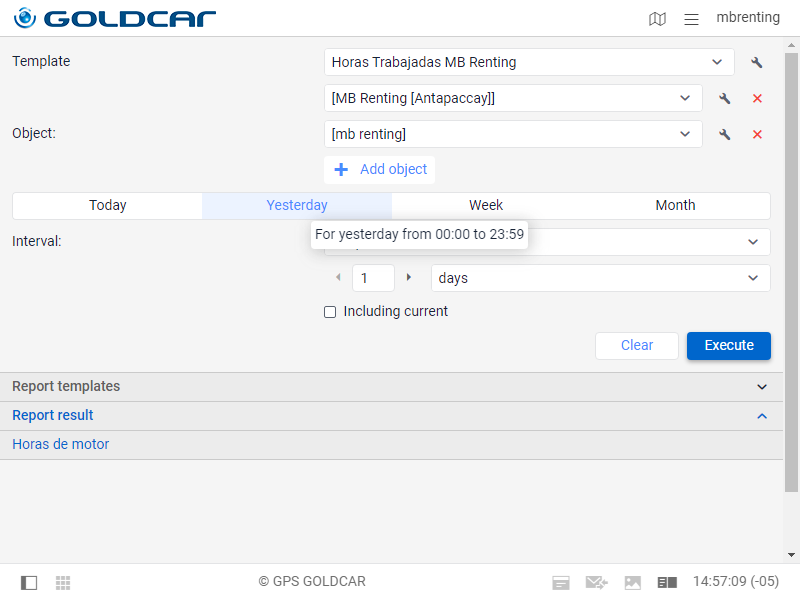 GOLDCAR
mbrenting
Template
Horas Trabajadas MB Renting
[MB Renting [Antapaccay]]
Object:
[mb renting]
Add object
Today Yesterday Week Month
For yesterday from 00:00 to 23:59
Interval:
1 days
Including current
Clear Execute
Report templates
Report result
Horas de motor
© GPS GOLDCAR
14:57:09 (-05)